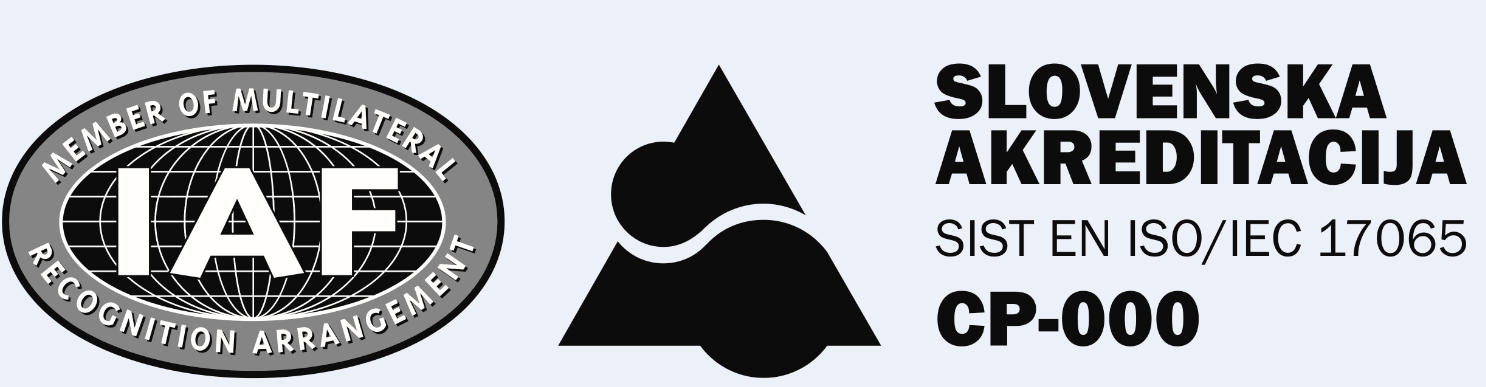 MEMBER OF MULTILATERAL
IAF
RECOGNITION ARRANGEMENT
SLOVENSKA
AKREDITACIJA
SIST EN ISO/IEC 17065
CP-000